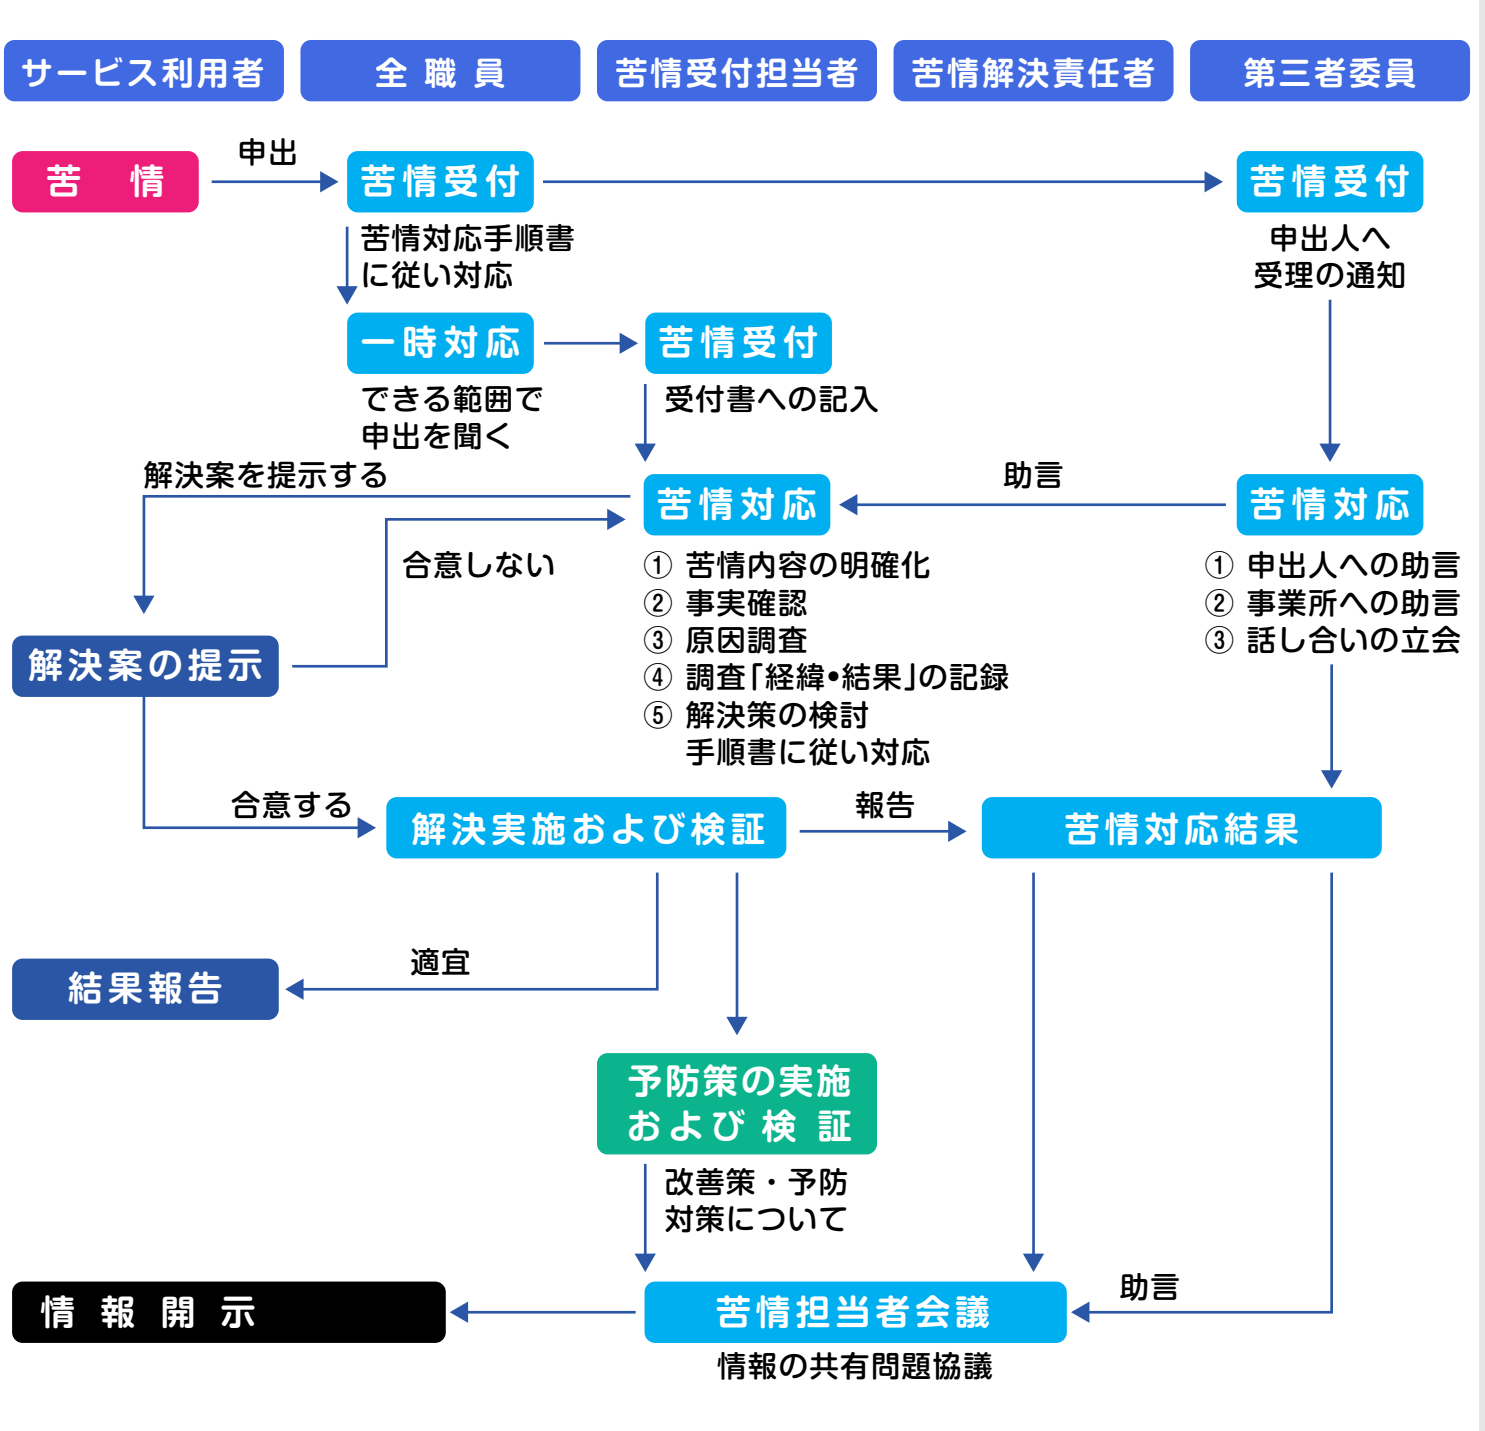 サービス利用者
全 職 員
苦情受付担当者
苦情解決責任者
第三者委員
苦 情
申出
苦情受付
苦情受付
苦情対応手順書
に従い対応
申出人へ
受理の通知
一時対応
苦情受付
できる範囲で
申出を聞く
受付書への記入
解決案を提示する
苦情対応
助言
苦情対応
合意しない
① 苦情内容の明確化
② 事実確認
③ 原因調査
④ 調査「経緯•結果」の記録
⑤ 解決策の検討
手順書に従い対応
① 申出人への助言
② 事業所への助言
③ 話し合いの立会
解決案の提示
合意する
解決実施および検証
報告
苦情対応結果
適宜
結果報告
予防策の実施
および 検 証
改善策・予防
対策について
情 報 開 示
苦情担当者会議
助言
情報の共有問題協議